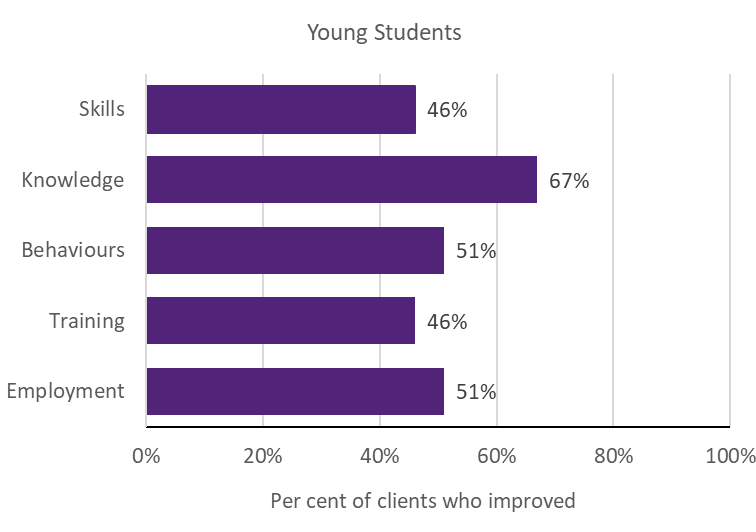 Young Students
Skills
46%
Knowledge
67%
Behaviours
51%
Training
46%
Employment
51%
0% 20% 40% 60% 80% 100%
Per cent of clients who improved